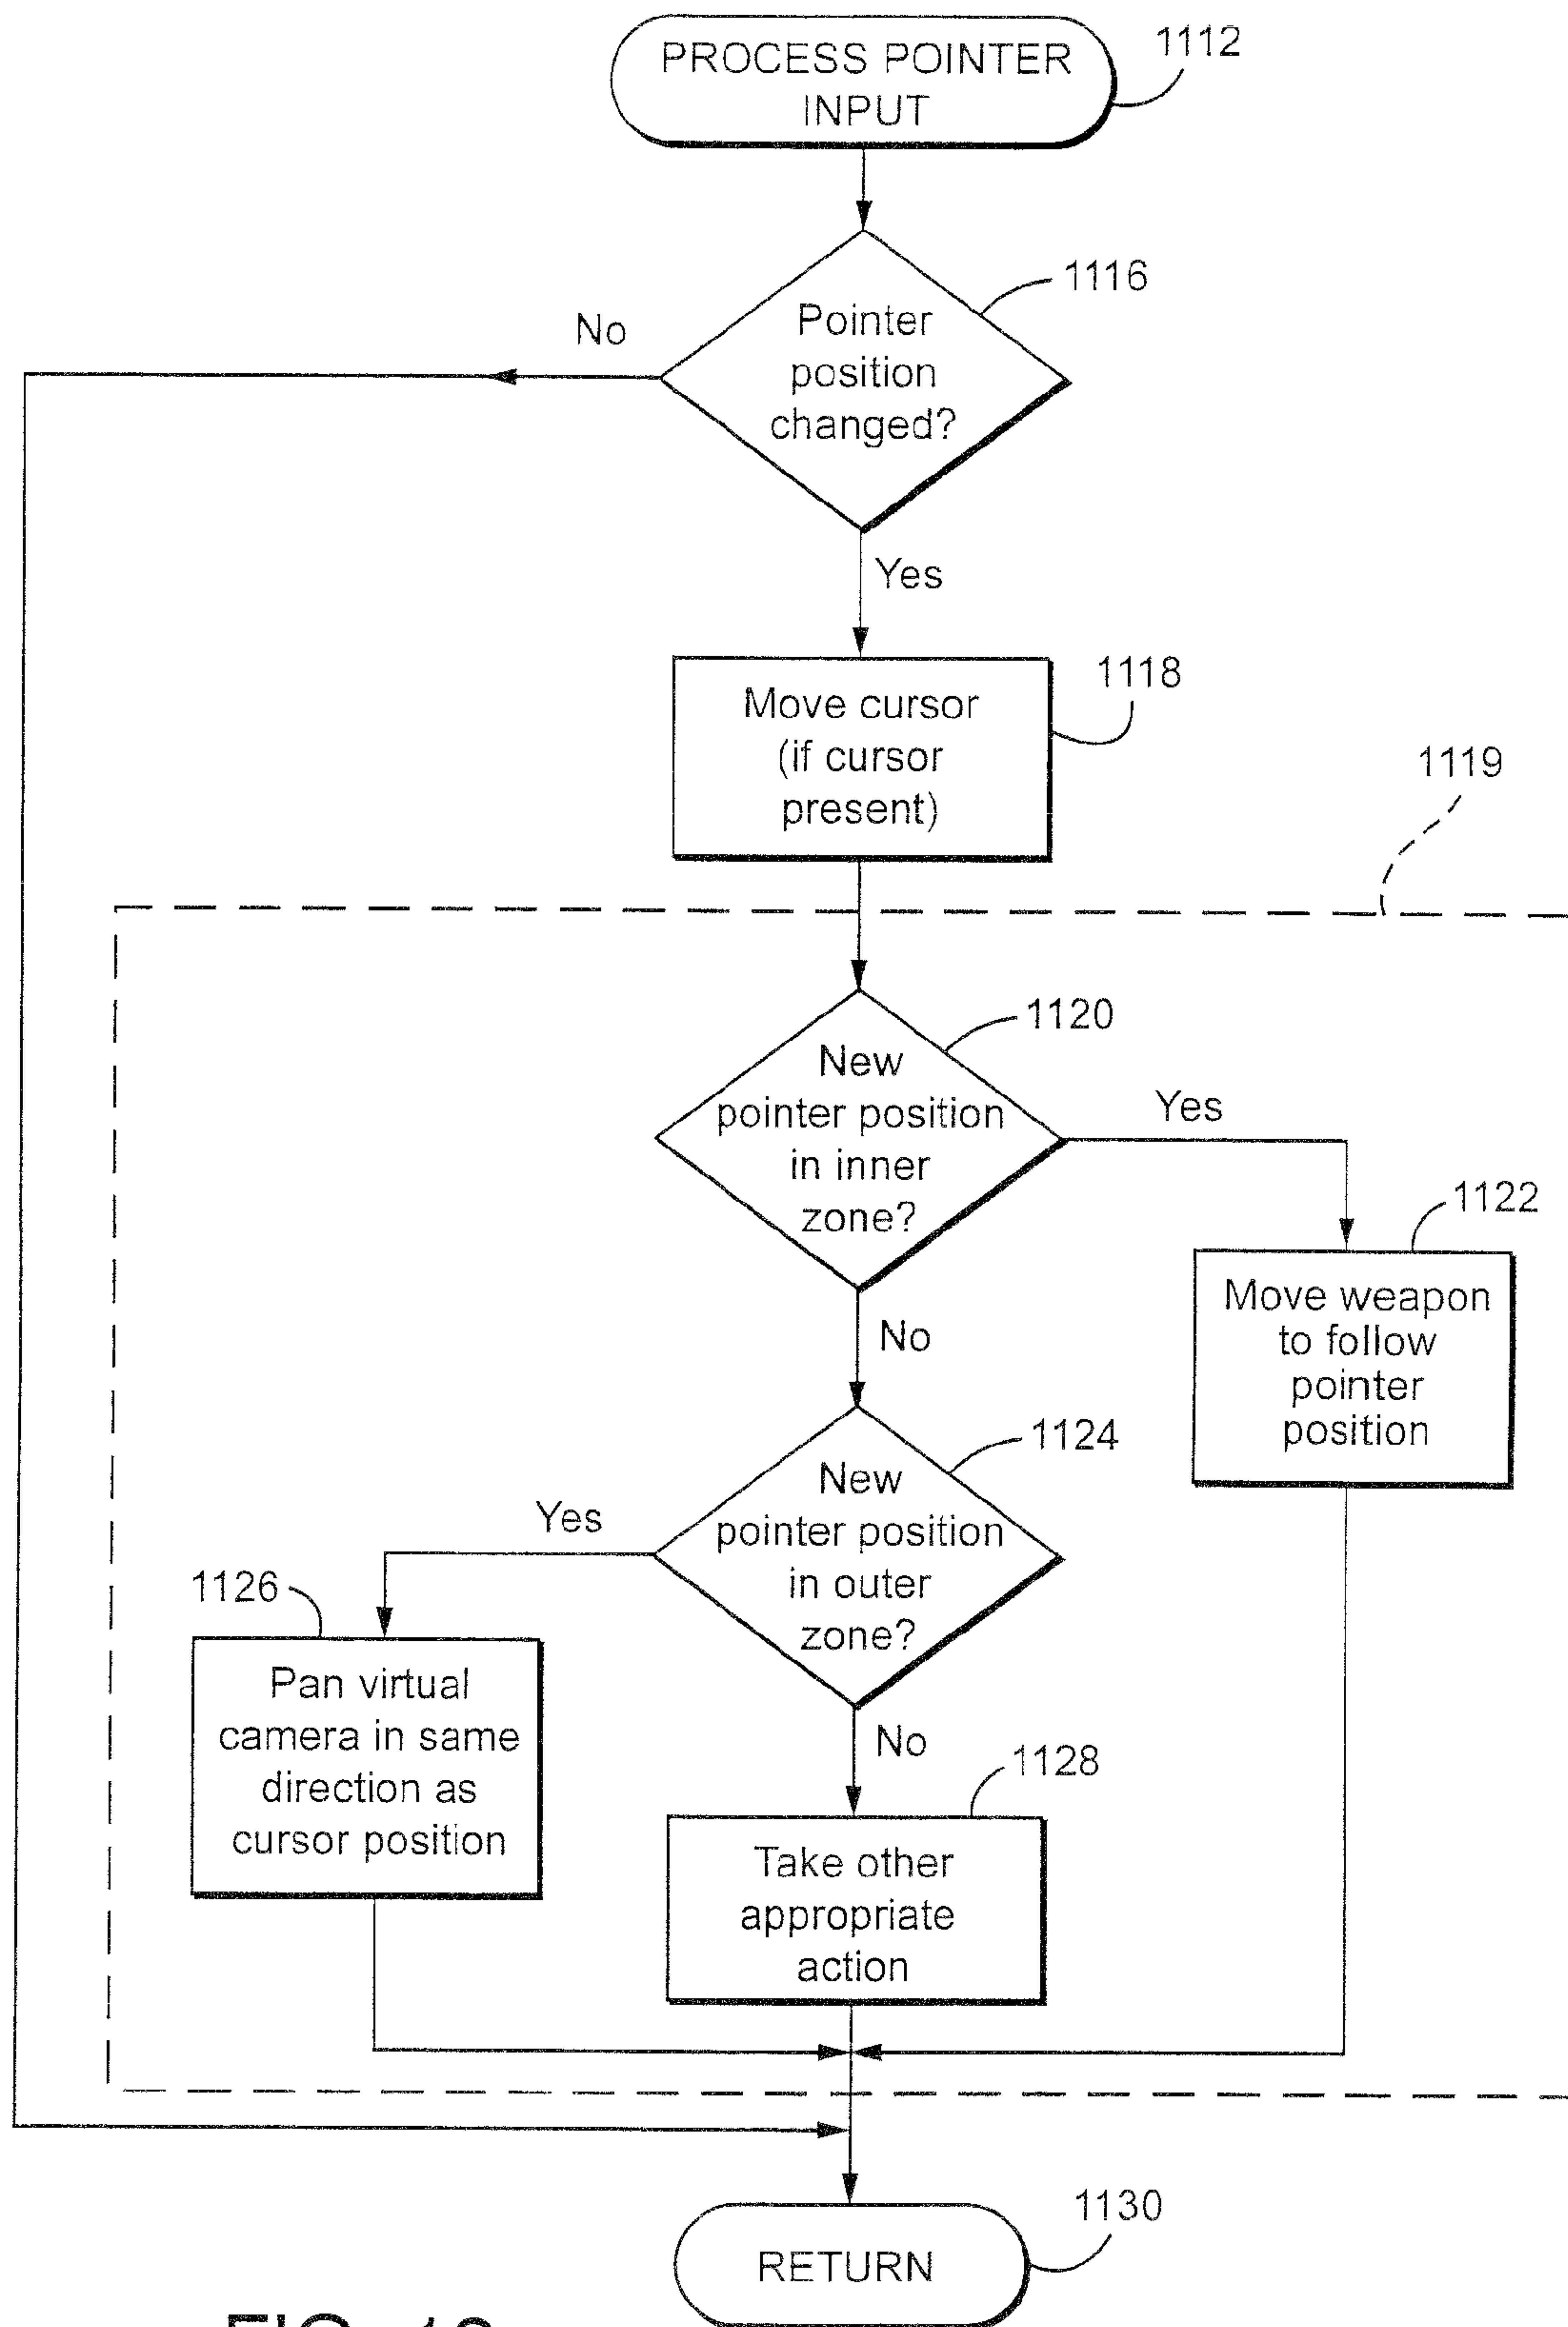 PROCESS POINTER
INPUT
1112
1116
Pointer
position
changed?
No
Yes
1118
Move cursor
(if cursor
present)
1119
1120
New
pointer position
in inner
zone?
Yes
1122
Move weapon
to follow
pointer
position
No
1124
New
pointer position
in outer
zone?
Yes
1126
Pan virtual
camera in same
direction as
cursor position
No
1128
Take other
appropriate
action
1130
RETURN